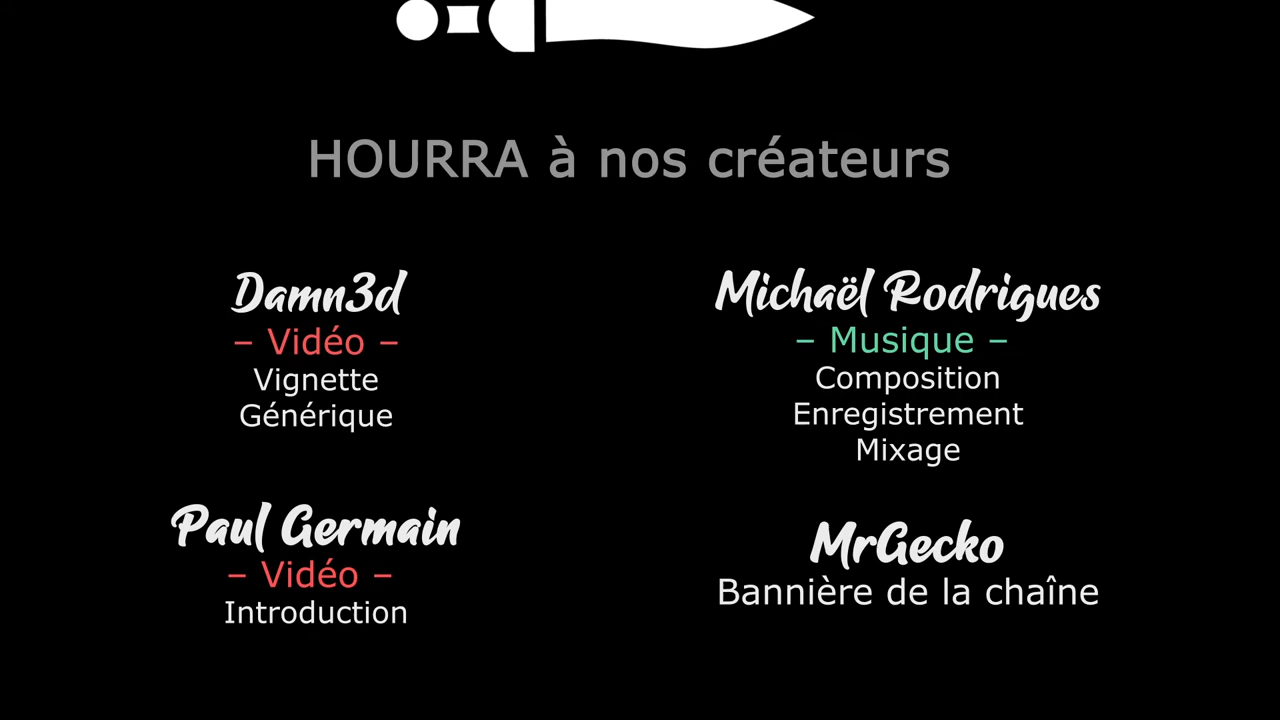 HOURRA à nos créateurs
Damn3d
– Vidéo –
Vignette
Générique
Michaël Rodrigues
– Musique –
Composition
Enregistrement
Mixage
Paul Germain
– Vidéo –
Introduction
MrGecko
Bannière de la chaîne